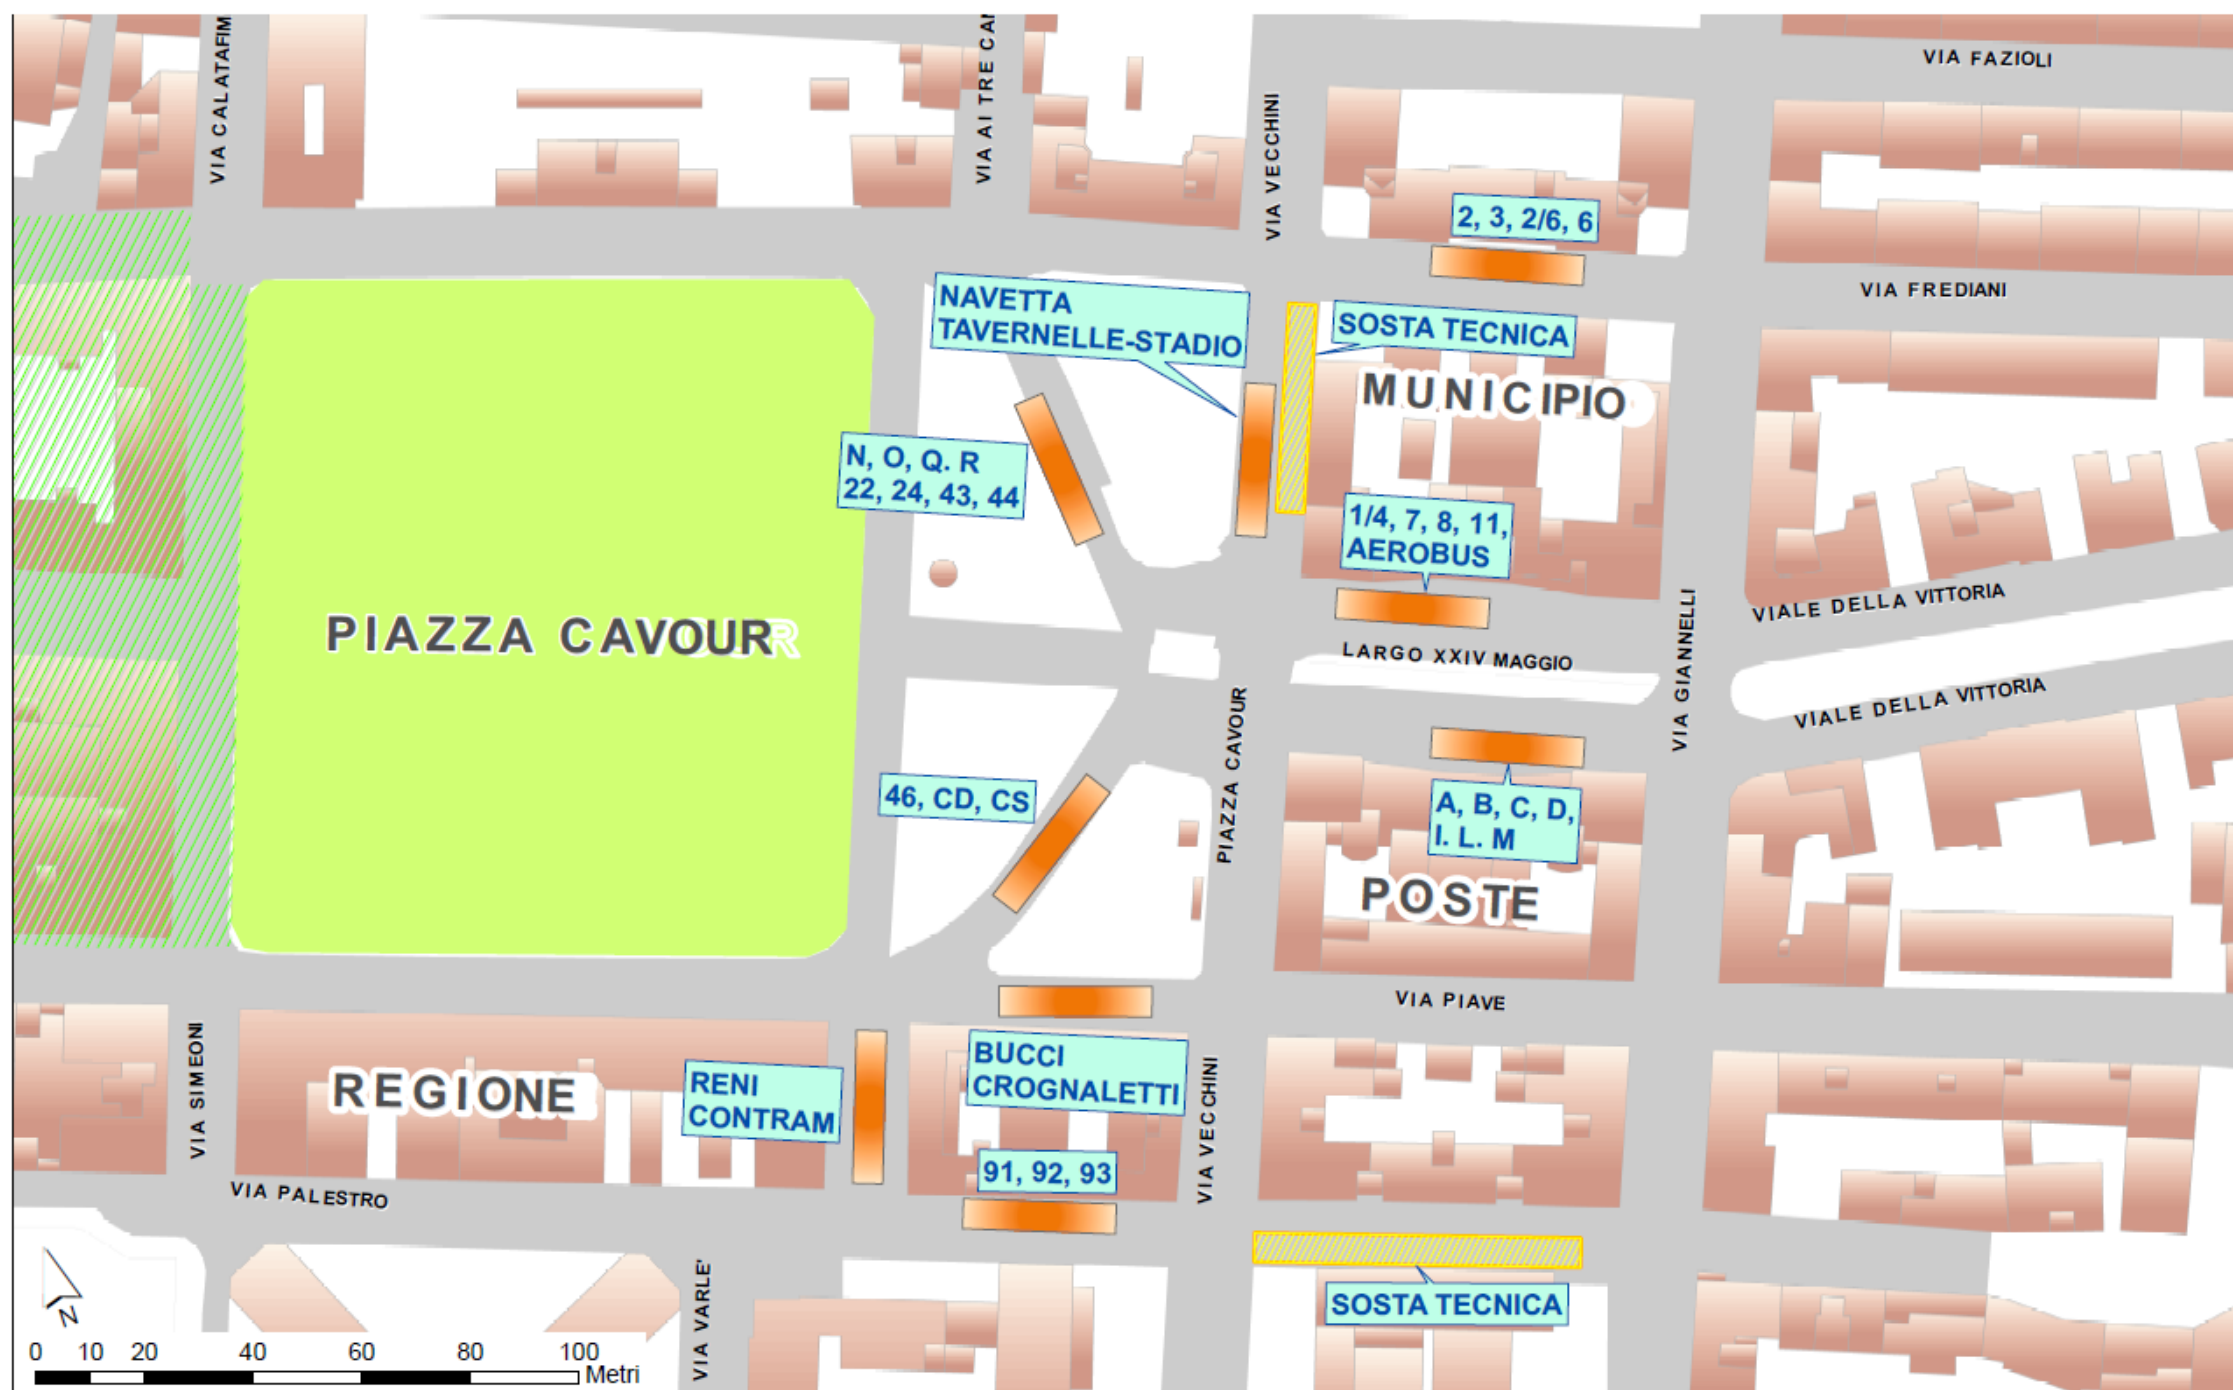 VIA CALATAFIM
VIA AI TRE CAN
VIA VECCHINI
VIA FAZIOLI
2, 3, 2/6, 6
VIA FREDIANI
NAVETTA
TAVERNELLE-STADIO
SOSTA TECNICA
MUNICIPIO
N, O, Q. R
22, 24, 43, 44
1/4, 7, 8, 11,
AEROBUS
VIALE DELLA VITTORIA
PIAZZA CAVOUR
LARGO XXIV MAGGIO
VIA GIANNELLI
VIALE DELLA VITTORIA
PIAZZA CAVOUR
46, CD, CS
A, B, C, D,
I. L. M
POSTE
VIA PIAVE
VIA SIMEONI
REGIONE
RENI
CONTRAM
BUCCI
CROGNALETTI
VIA VECCHINI
91, 92, 93
VIA PALESTRO
VIA VARLE'
SOSTA TECNICA
N
0 10 20 40 60 80 100
Metri